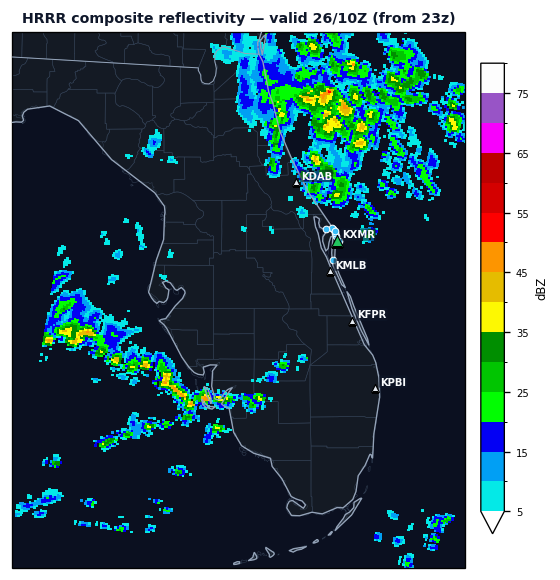 HRRR composite reflectivity — valid 26/10Z (from 23z)
KDAB
KXMR
KMLB
KFPR
KPBI
75
65
55
45
35
25
15
5
dBZ